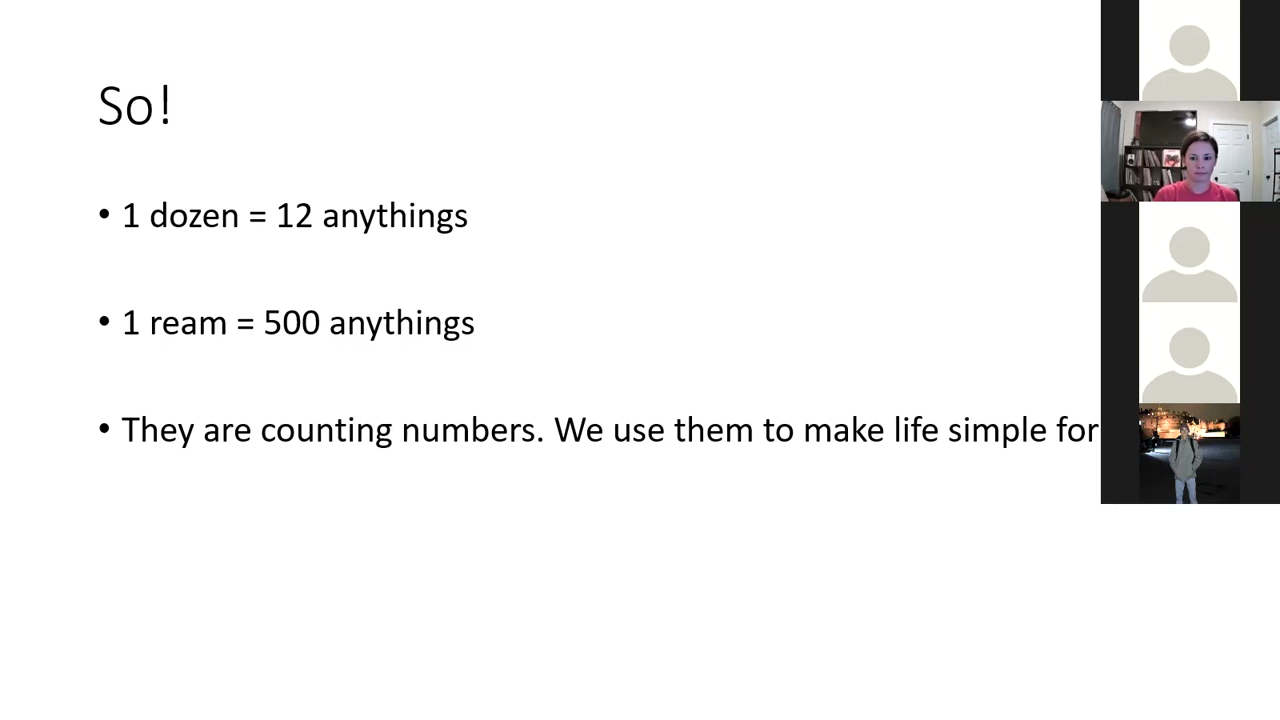 So!
• 1 dozen = 12 anythings
• 1 ream = 500 anythings
• They are counting numbers. We use them to make life simple for